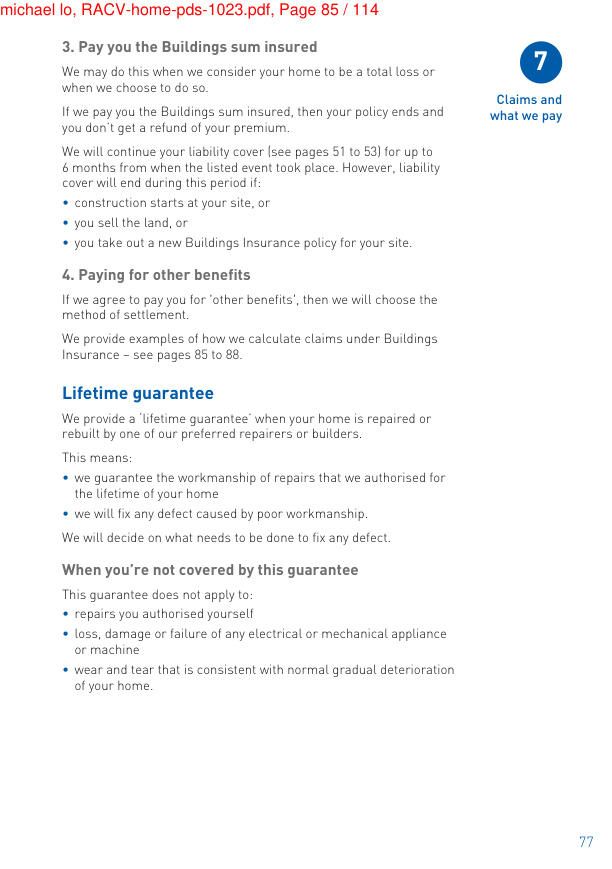 michael lo, RACV-home-pds-1023.pdf, Page 85 / 114
3. Pay you the Buildings sum insured
We may do this when we consider your home to be a total loss or
when we choose to do so.
If we pay you the Buildings sum insured, then your policy ends and
you don't get a refund of your premium.
We will continue your liability cover (see pages 51 to 53) for up to
6 months from when the listed event took place. However, liability
cover will end during this period if:
• construction starts at your site, or
• you sell the land, or
• you take out a new Buildings Insurance policy for your site.
4. Paying for other benefits
If we agree to pay you for 'other benefits', then we will choose the
method of settlement.
We provide examples of how we calculate claims under Buildings
Insurance – see pages 85 to 88.
Lifetime guarantee
We provide a 'lifetime guarantee' when your home is repaired or
rebuilt by one of our preferred repairers or builders.
This means:
• we guarantee the workmanship of repairs that we authorised for
the lifetime of your home
• we will fix any defect caused by poor workmanship.
We will decide on what needs to be done to fix any defect.
When you're not covered by this guarantee
This guarantee does not apply to:
• repairs you authorised yourself
• loss, damage or failure of any electrical or mechanical appliance
or machine
• wear and tear that is consistent with normal gradual deterioration
of your home.
7
Claims and
what we pay
77